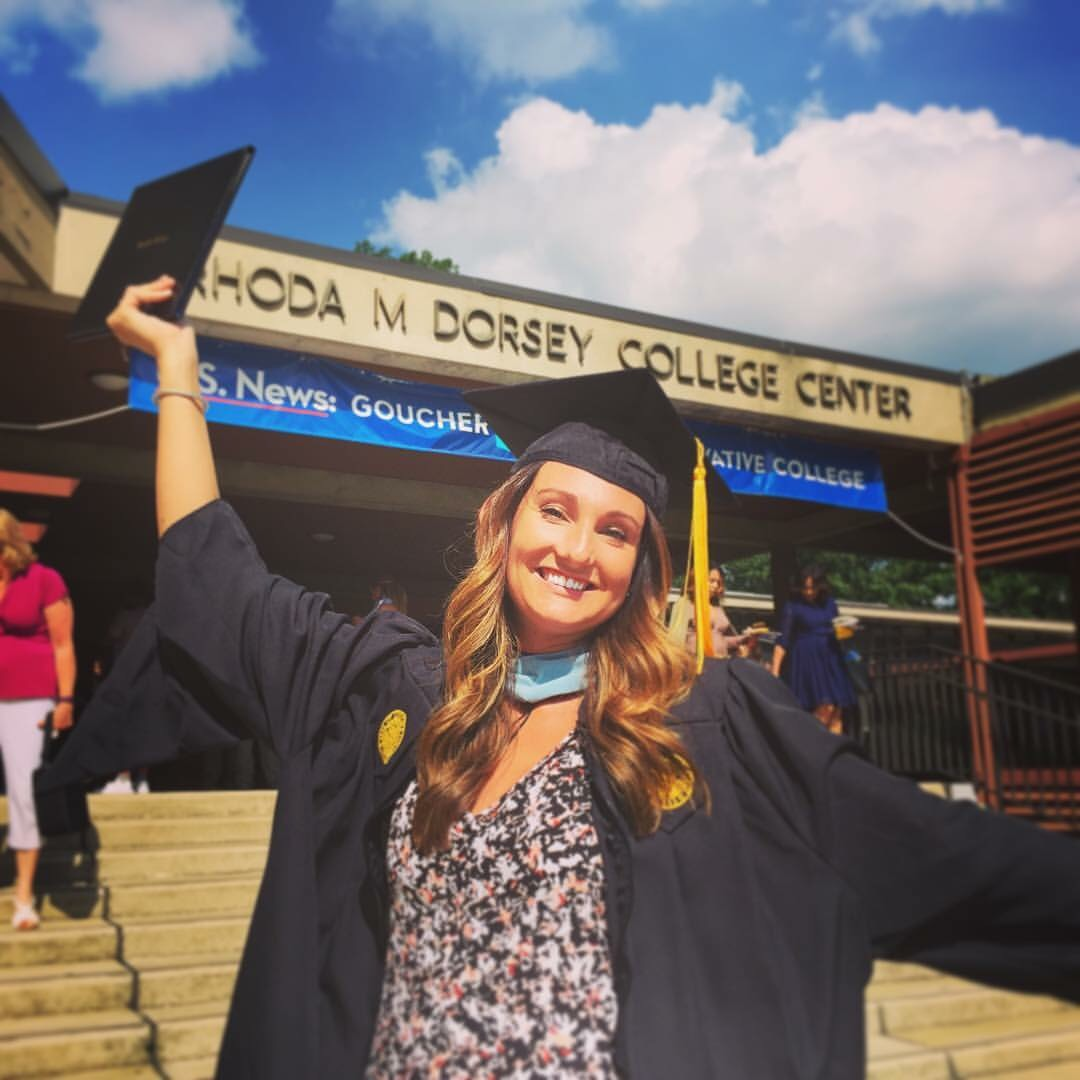 RHODA M DORSEY COLLEGE CENTER
S. News: GOUCHER
VATIVE COLLEGE